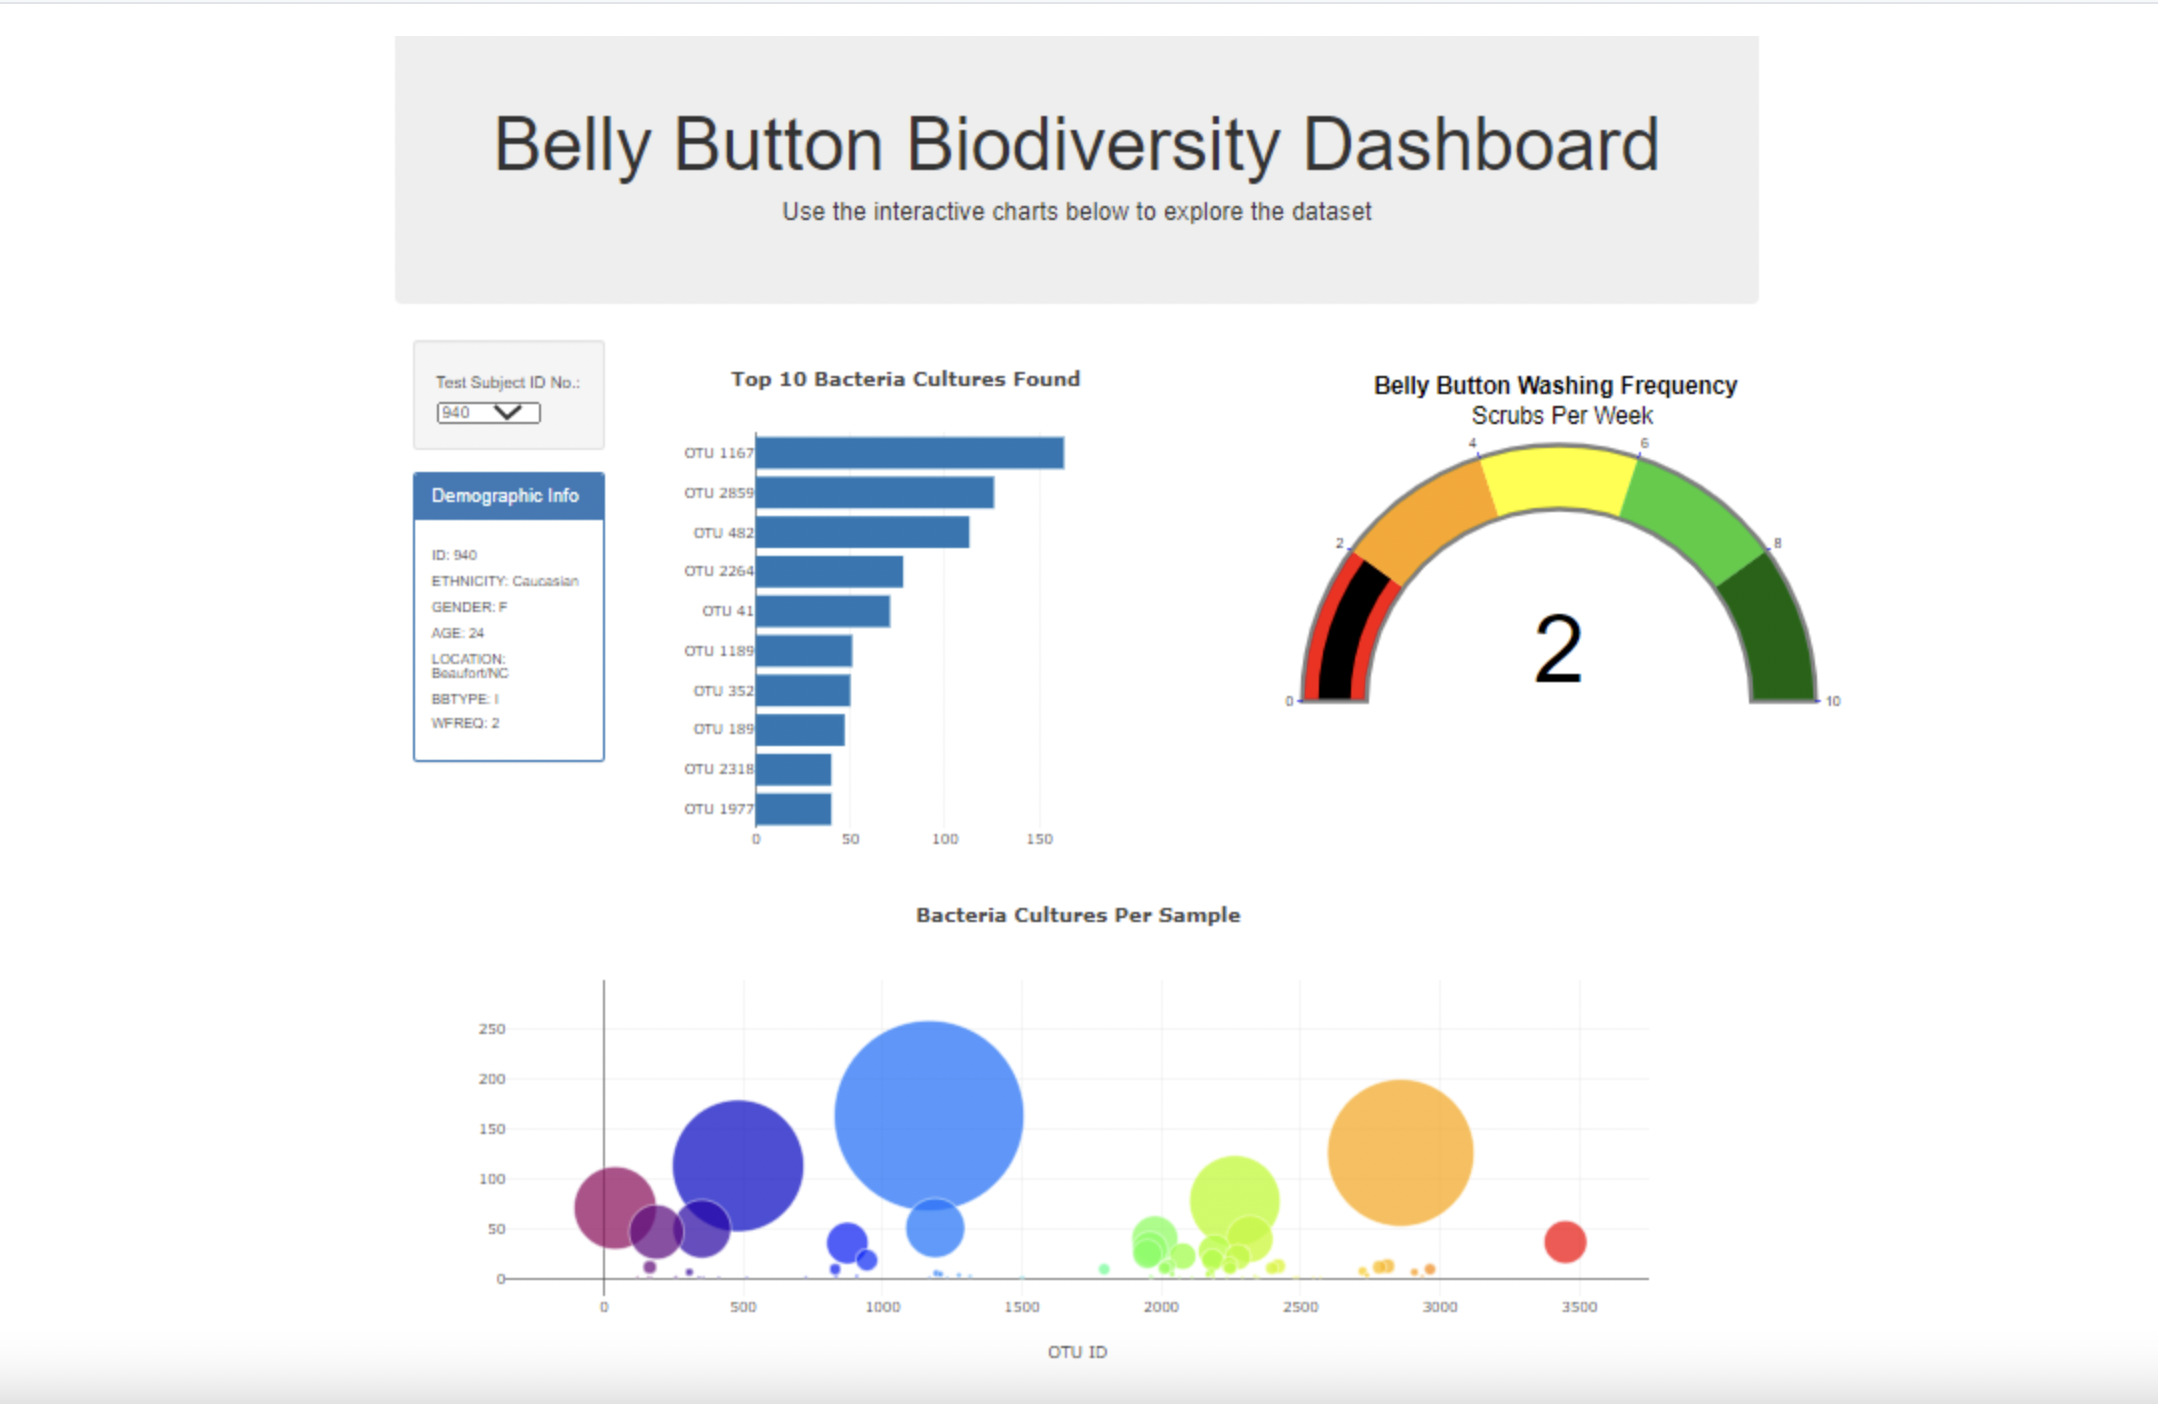 Belly Button Biodiversity Dashboard
Use the interactive charts below to explore the dataset
Test Subject ID No.:
940
Demographic Info
ID: 940
ETHNICITY: Caucasian
GENDER: F
AGE: 24
LOCATION:
Beaufort/NC
BBTYPE: I
WFREQ: 2
Top 10 Bacteria Cultures Found
OTU 1167
OTU 2859
OTU 482
OTU 2264
OTU 41
OTU 1189
OTU 352
OTU 189
OTU 2318
OTU 1977
0 50 100 150
Belly Button Washing Frequency
Scrubs Per Week
0
2
4
6
8
10
2
Bacteria Cultures Per Sample
250
200
150
100
50
0
0 500 1000 1500 2000 2500 3000 3500
OTU ID